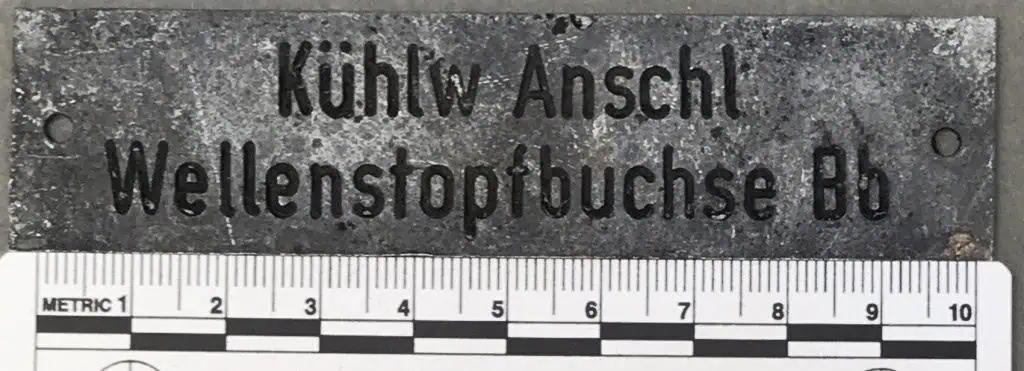 Kühlw Anschl
Wellenstopfbuchse Bb
METRIC 1 2 3 4 5 6 7 8 9 10